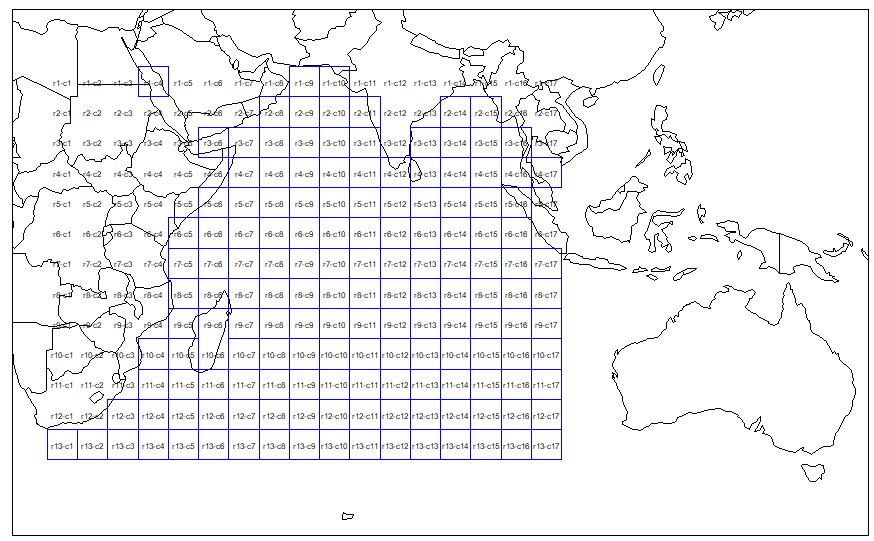 r1-c1 r1-c2 r1-c3 r1-c4 r1-c5 r1-c6 r1-c7 r1-c8 r1-c9 r1-c10 r1-c11 r1-c12 r1-c13 r1-c14 r1-c15 r1-c16 r1-c17
r2-c1 r2-c2 r2-c3 r2-c4 r2-c5 r2-c6 r2-c7 r2-c8 r2-c9 r2-c10 r2-c11 r2-c12 r2-c13 r2-c14 r2-c15 r2-c16 r2-c17
r3-c1 r3-c2 r3-c3 r3-c4 r3-c5 r3-c6 r3-c7 r3-c8 r3-c9 r3-c10 r3-c11 r3-c12 r3-c13 r3-c14 r3-c15 r3-c16 r3-c17
r4-c1 r4-c2 r4-c3 r4-c4 r4-c5 r4-c6 r4-c7 r4-c8 r4-c9 r4-c10 r4-c11 r4-c12 r4-c13 r4-c14 r4-c15 r4-c16 r4-c17
r5-c1 r5-c2 r5-c3 r5-c4 r5-c5 r5-c6 r5-c7 r5-c8 r5-c9 r5-c10 r5-c11 r5-c12 r5-c13 r5-c14 r5-c15 r5-c16 r5-c17
r6-c1 r6-c2 r6-c3 r6-c4 r6-c5 r6-c6 r6-c7 r6-c8 r6-c9 r6-c10 r6-c11 r6-c12 r6-c13 r6-c14 r6-c15 r6-c16 r6-c17
r7-c1 r7-c2 r7-c3 r7-c4 r7-c5 r7-c6 r7-c7 r7-c8 r7-c9 r7-c10 r7-c11 r7-c12 r7-c13 r7-c14 r7-c15 r7-c16 r7-c17
r8-c1 r8-c2 r8-c3 r8-c4 r8-c5 r8-c6 r8-c7 r8-c8 r8-c9 r8-c10 r8-c11 r8-c12 r8-c13 r8-c14 r8-c15 r8-c16 r8-c17
r9-c1 r9-c2 r9-c3 r9-c4 r9-c5 r9-c6 r9-c7 r9-c8 r9-c9 r9-c10 r9-c11 r9-c12 r9-c13 r9-c14 r9-c15 r9-c16 r9-c17
r10-c1 r10-c2 r10-c3 r10-c4 r10-c5 r10-c6 r10-c7 r10-c8 r10-c9 r10-c10 r10-c11 r10-c12 r10-c13 r10-c14 r10-c15 r10-c16 r10-c17
r11-c1 r11-c2 r11-c3 r11-c4 r11-c5 r11-c6 r11-c7 r11-c8 r11-c9 r11-c10 r11-c11 r11-c12 r11-c13 r11-c14 r11-c15 r11-c16 r11-c17
r12-c1 r12-c2 r12-c3 r12-c4 r12-c5 r12-c6 r12-c7 r12-c8 r12-c9 r12-c10 r12-c11 r12-c12 r12-c13 r12-c14 r12-c15 r12-c16 r12-c17
r13-c1 r13-c2 r13-c3 r13-c4 r13-c5 r13-c6 r13-c7 r13-c8 r13-c9 r13-c10 r13-c11 r13-c12 r13-c13 r13-c14 r13-c15 r13-c16 r13-c17